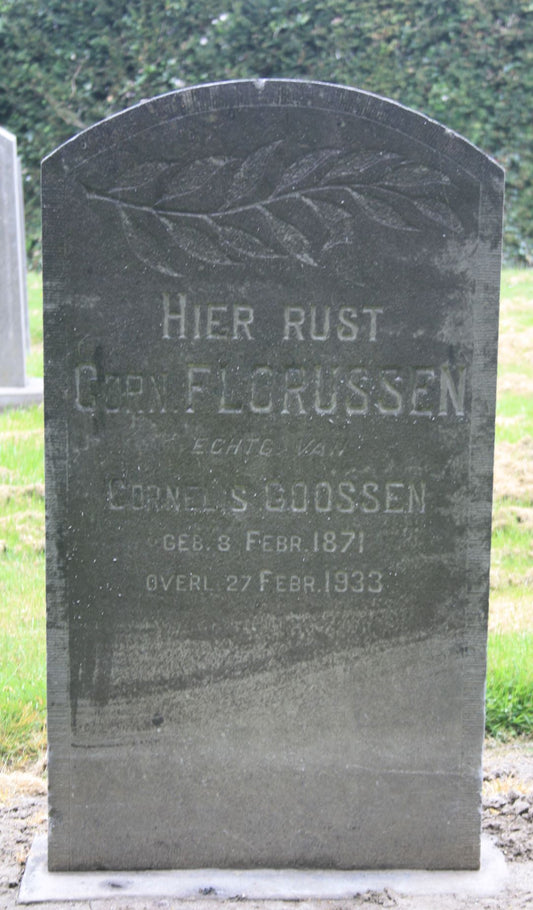 HIER RUST
CORN. FLORUSSEN
ECHTG. VAN
CORNELIS GOOSSEN
GEB. 8 FEBR. 1871
OVERL. 27 FEBR. 1933